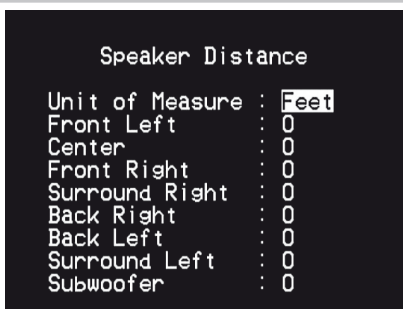 Speaker Distance
Unit of Measure : Feet
Front Left : 0
Center : 0
Front Right : 0
Surround Right : 0
Back Right : 0
Back Left : 0
Surround Left : 0
Subwoofer : 0